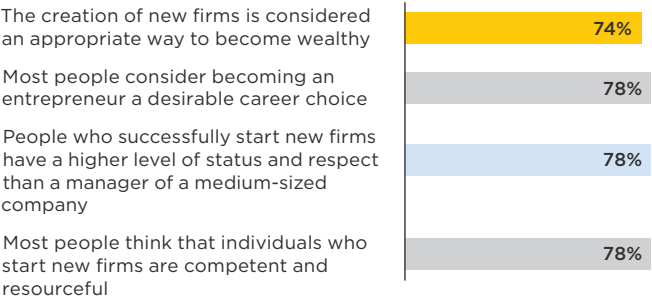 The creation of new firms is considered
an appropriate way to become wealthy
74%
Most people consider becoming an
entrepreneur a desirable career choice
78%
People who successfully start new firms
have a higher level of status and respect
than a manager of a medium-sized
company
78%
Most people think that individuals who
start new firms are competent and
resourceful
78%